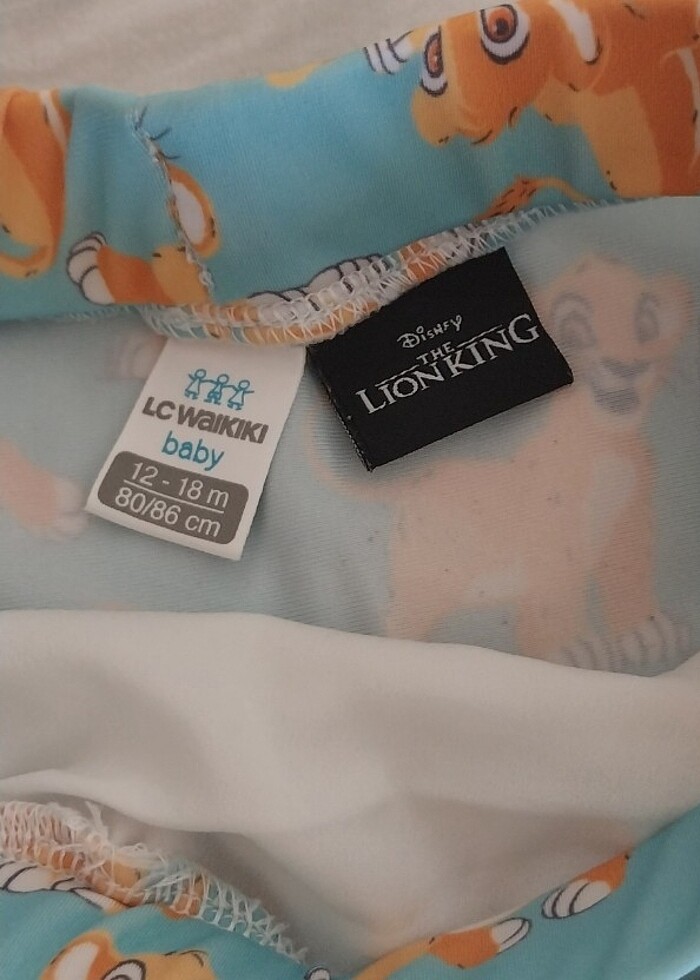 LC WAIKIKI
baby
12 - 18 m
80/86 cm
Disney
THE
LION KING